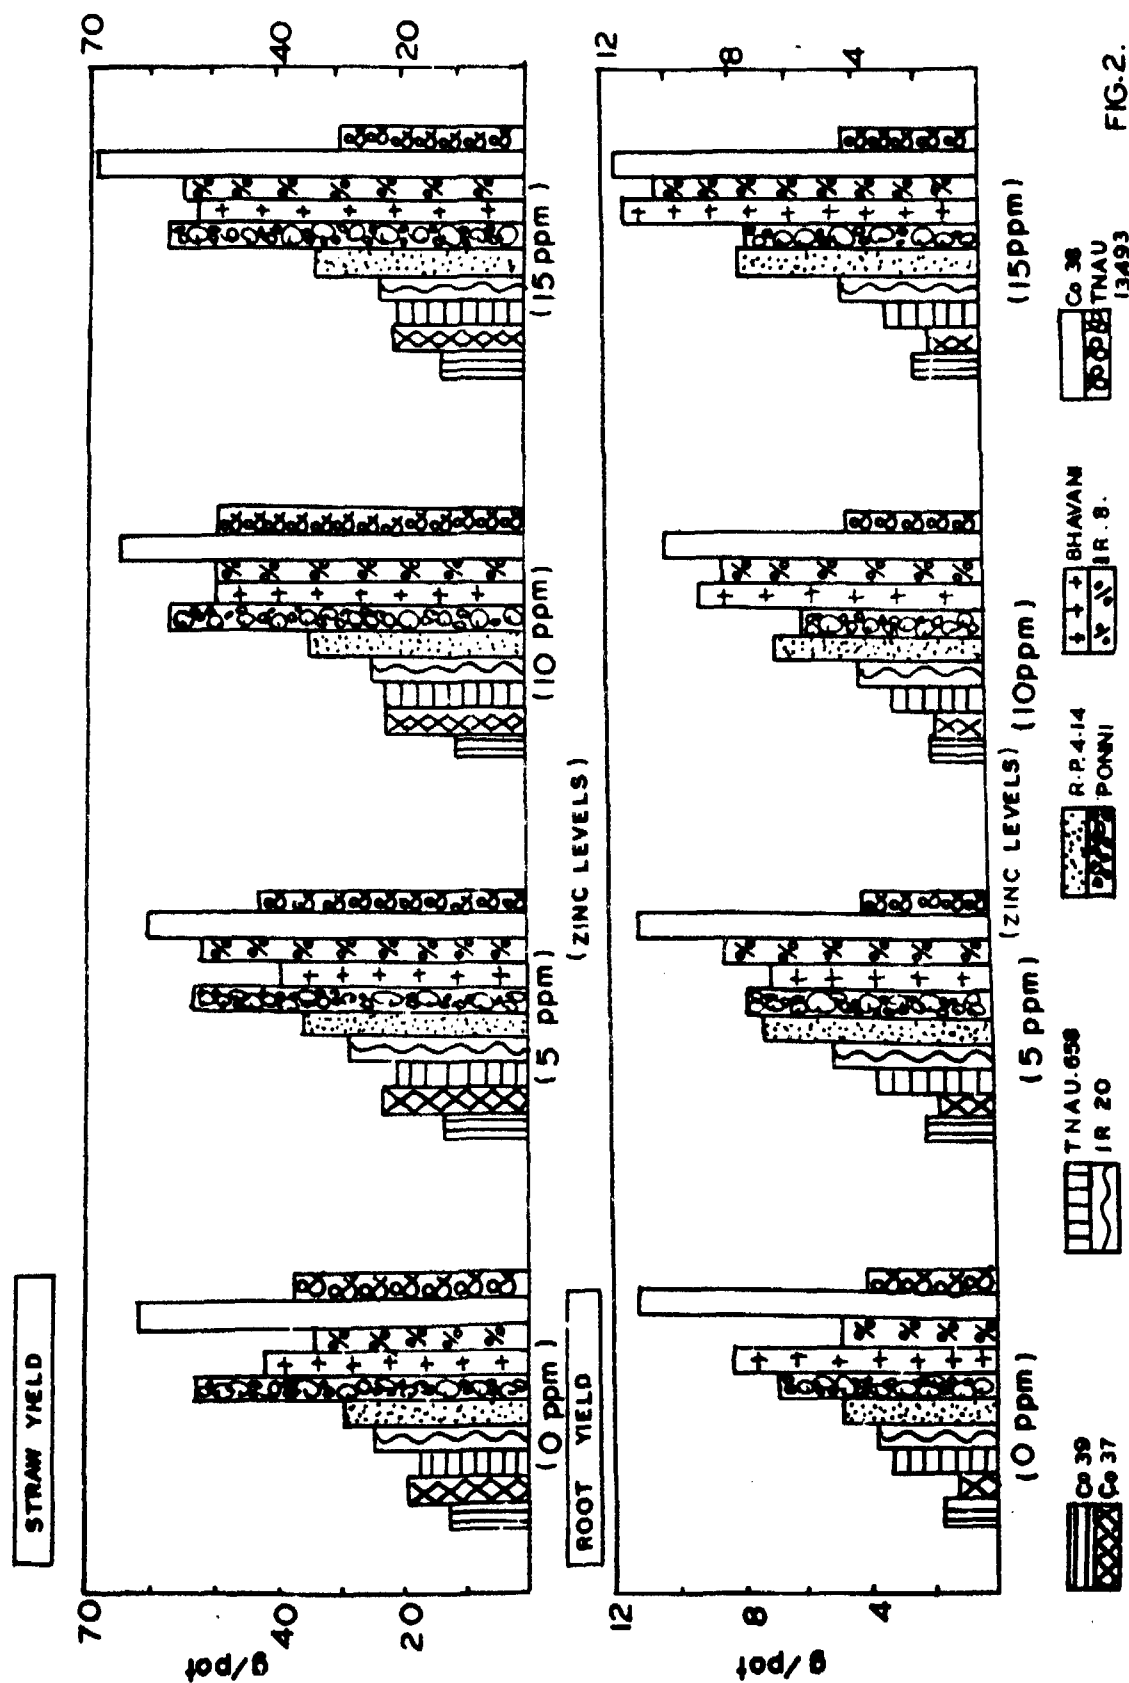 STRAW YIELD
70
40
20
g/pot
70
40
20
(0 ppm)
(5 ppm)
(10 ppm)
(15 ppm)
(ZINC LEVELS)
ROOT YIELD
12
8
4
g/pot
12
8
4
(0 ppm)
(5 ppm)
(10ppm)
(15ppm)
(ZINC LEVELS)
Co 39
Co 37
TNAU.658
IR 20
R.P.4-14
PONNI
BHAVANI
IR.8.
Co 38
TNAU
13493
FIG-2.